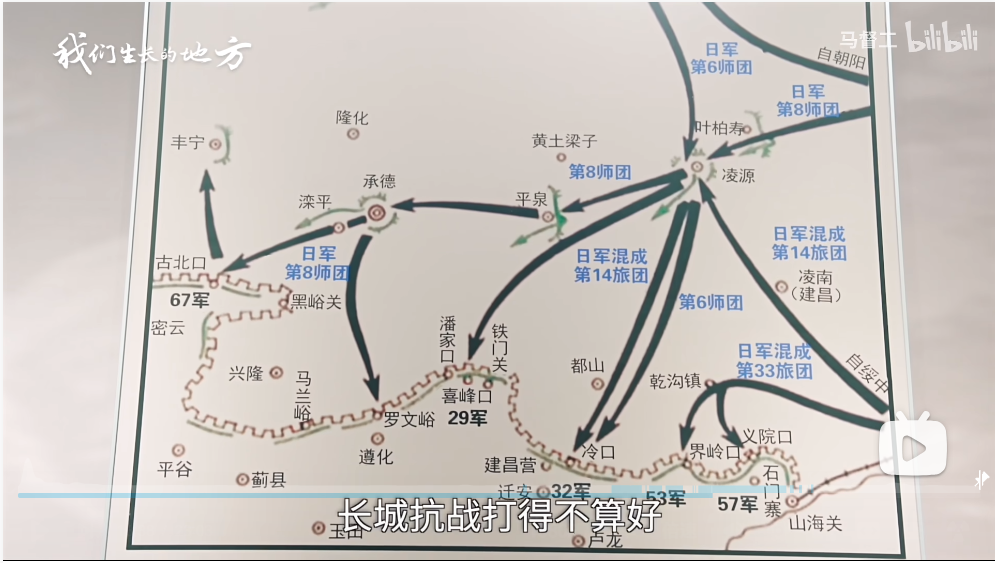 我们生长的地方
马督工 bilibili
日军
第6师团
自朝阳
日军
第8师团
隆化
丰宁
黄土梁子
叶柏寿
第8师团
凌源
承德
滦平
平泉
日军
第8师团
日军混成
第14旅团
日军混成
第14旅团
古北口
67军
黑峪关
密云
第6师团
凌南
(建昌)
潘家口
铁门关
日军混成
第33旅团
自绥中
兴隆
马兰峪
都山
乾沟镇
喜峰口
29军
罗文峪
遵化
平谷
蓟县
冷口
界岭口
义院口
建昌营
石门寨
迁安
32军
53军
57军
山海关
长城抗战打得不算好
玉田
卢龙